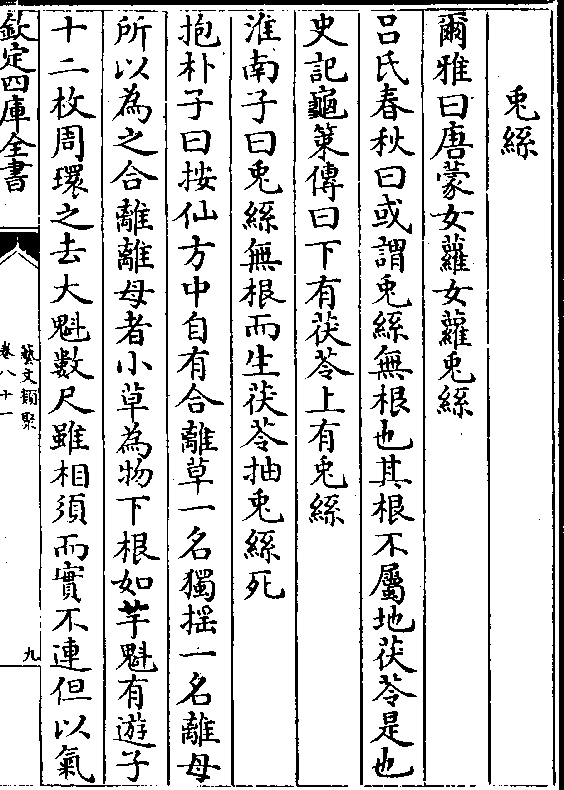 兎絲
爾雅曰唐蒙女蘿女蘿兎絲
吕氏春秋曰或謂兎絲無根也其根不屬地茯苓是也
史記龜策傳曰下有茯苓上有兎絲
淮南子曰兎絲無根而生茯苓抽兎絲死
抱朴子曰按仙方中自有合離草一名獨摇一名離母
所以為之合離離母者小草為物下根如芋魁有遊子
十二枚周環之去大魁數尺雖相須而實不連但以氣
欽定四庫全書
藝文類聚
卷八十一
九